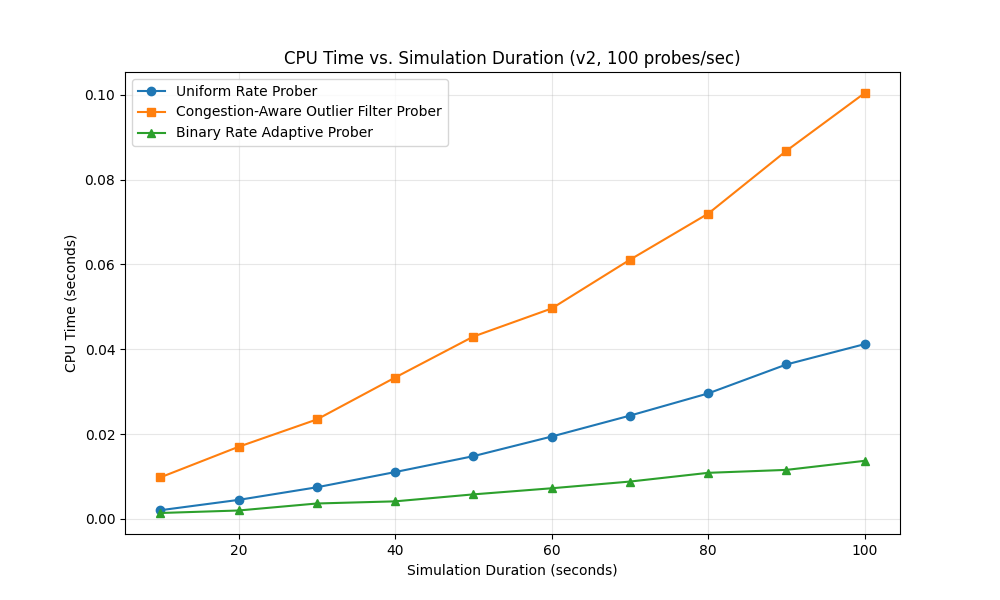 CPU Time vs. Simulation Duration (v2, 100 probes/sec)
Uniform Rate Prober
Congestion-Aware Outlier Filter Prober
Binary Rate Adaptive Prober
CPU Time (seconds)
0.10
0.08
0.06
0.04
0.02
0.00
20 40 60 80 100
Simulation Duration (seconds)